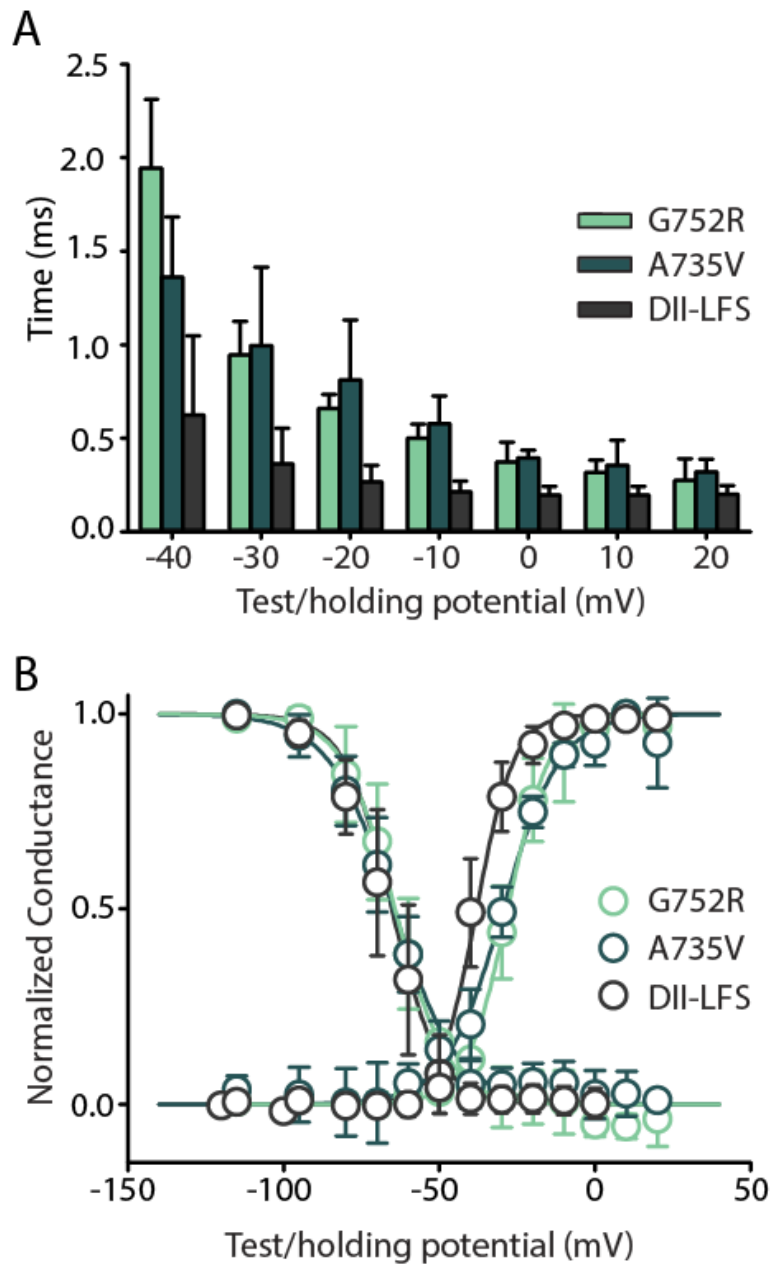 A
2.5
2.0
1.5
1.0
0.5
0.0
Time (ms)
G752R
A735V
DII-LFS
-40 -30 -20 -10 0 10 20
Test/holding potential (mV)
B
1.0
0.5
0.0
Normalized Conductance
G752R
A735V
DII-LFS
-150 -100 -50 0 50
Test/holding potential (mV)